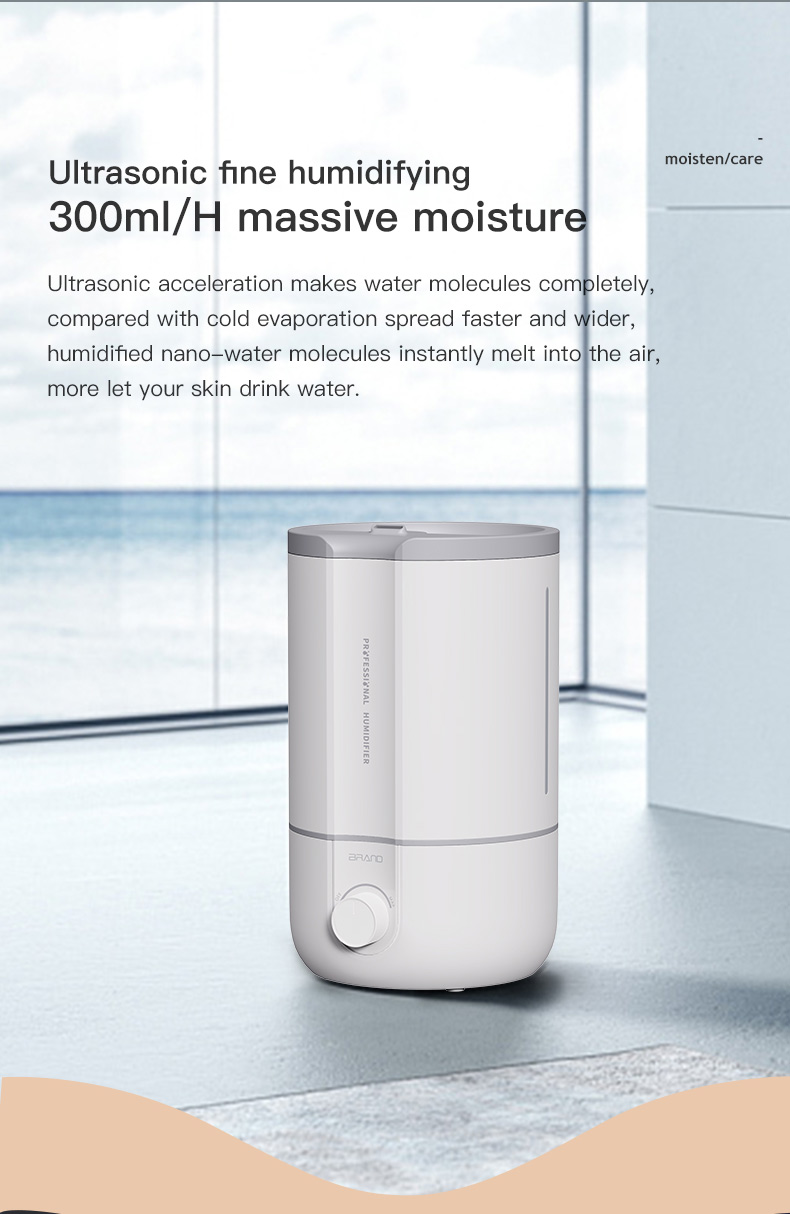 -
moisten/care
Ultrasonic fine humidifying
300ml/H massive moisture
Ultrasonic acceleration makes water molecules completely,
compared with cold evaporation spread faster and wider,
humidified nano-water molecules instantly melt into the air,
more let your skin drink water.
PROFESSIONAL HUMIDIFIER
BRAND